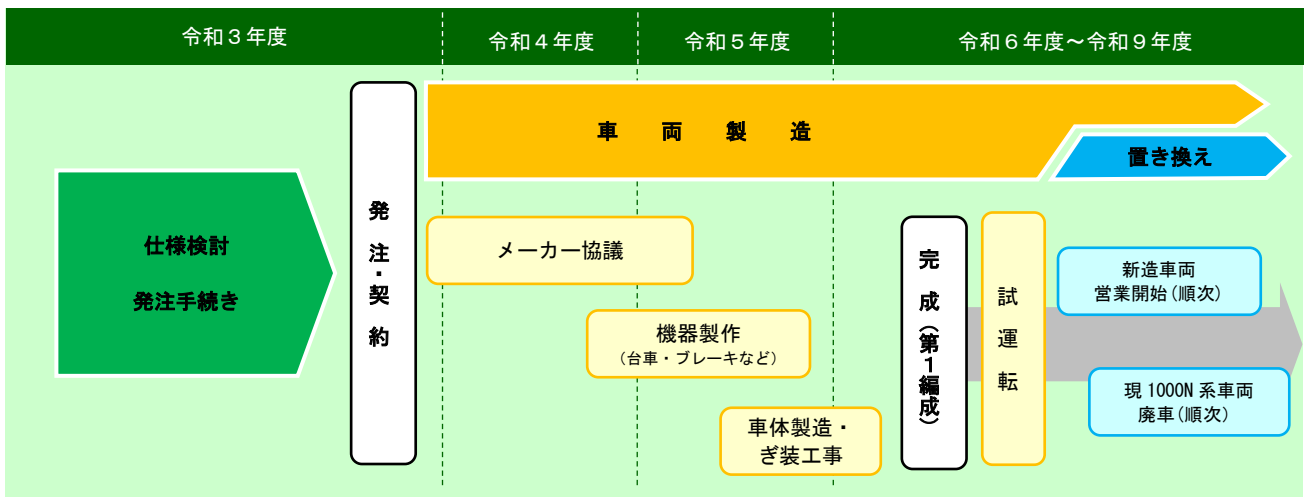 令和３年度
令和４年度
令和５年度
令和６年度～令和９年度
車両製造
置き換え
仕様検討
発注手続き
発注・契約
メーカー協議
機器製作
（台車・ブレーキなど）
車体製造・
ぎ装工事
完成（第１編成）
試運転
新造車両
営業開始(順次)
現1000N系車両
廃車(順次)